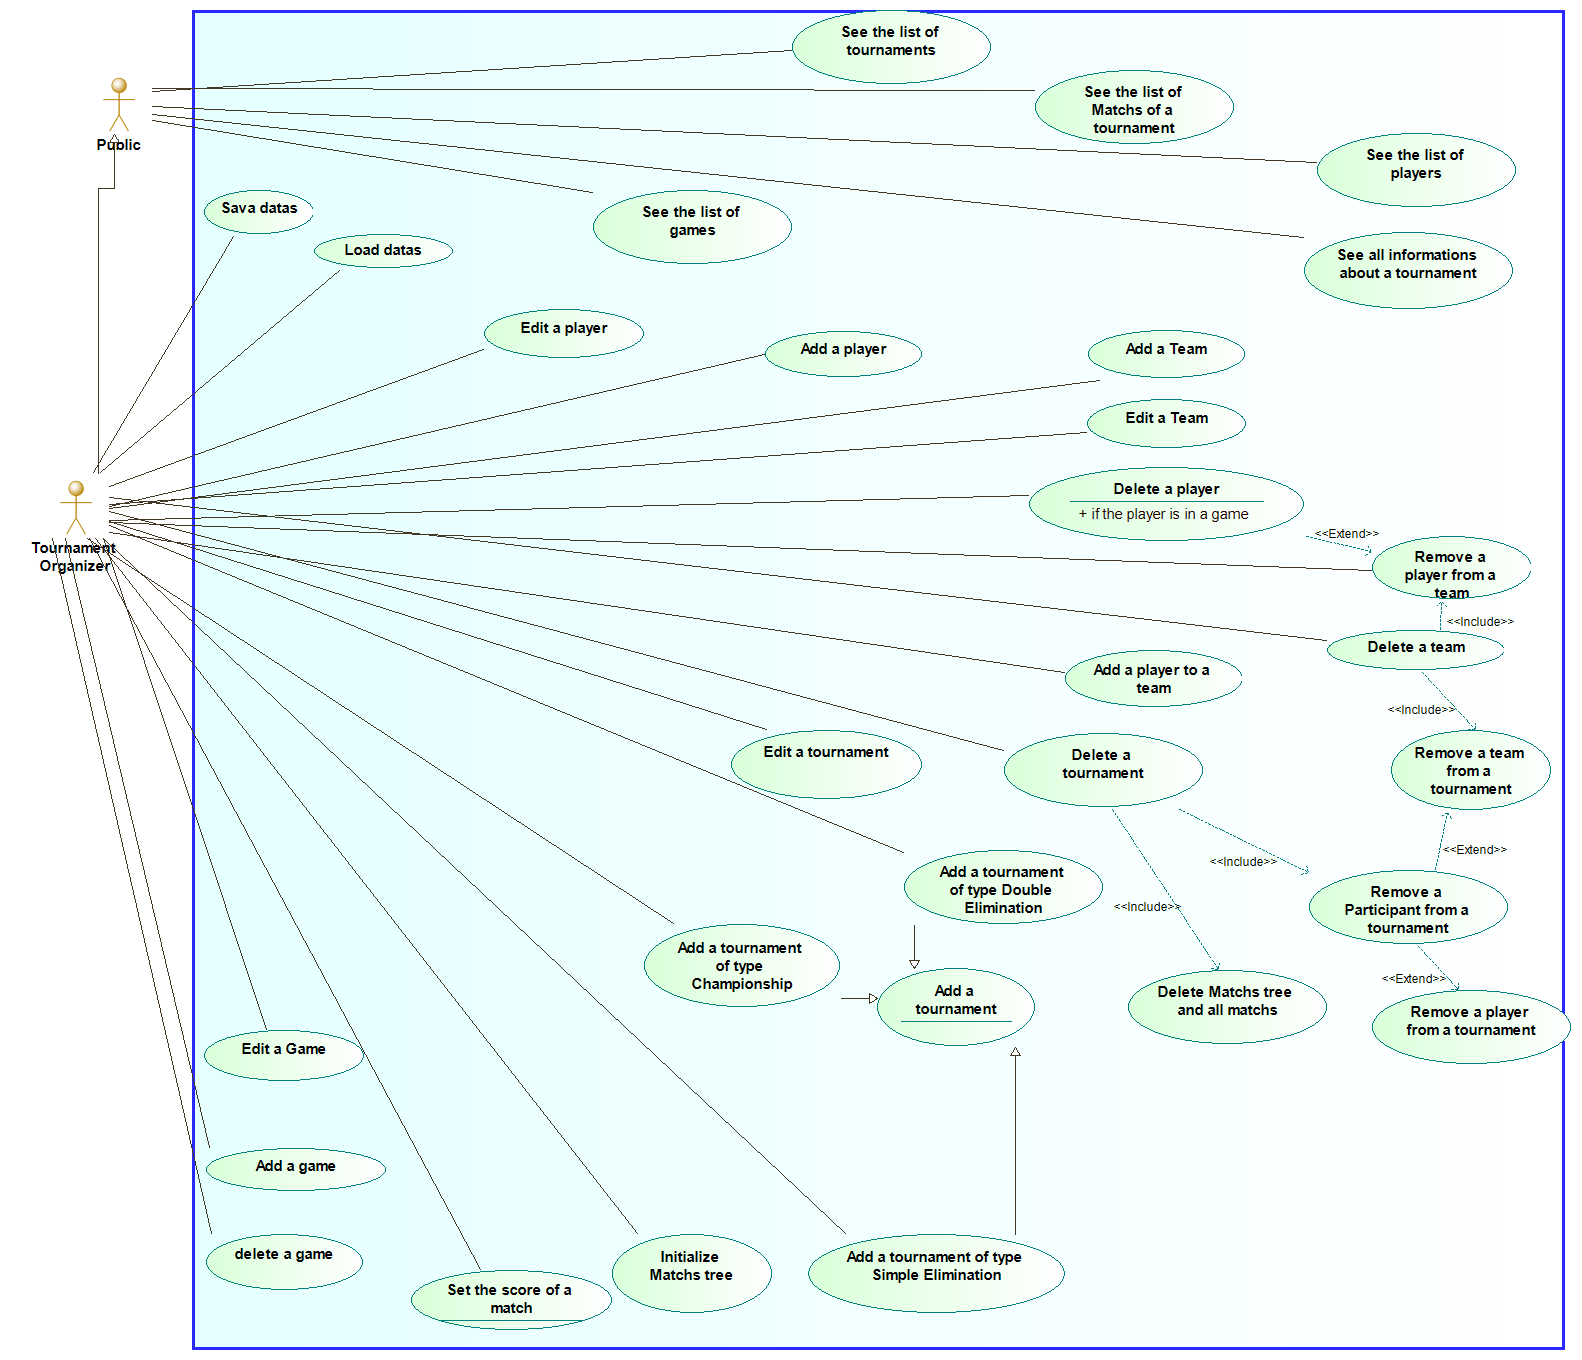 See the list of
tournaments
See the list of
Matchs of a
tournament
Public
See the list of
players
Sava datas
See the list of
games
Load datas
See all informations
about a tournament
Edit a player
Add a player
Add a Team
Edit a Team
Delete a player
+ if the player is in a game
<<Extend>>
Tournament
Organizer
Remove a
player from a
team
<<Include>>
Delete a team
Add a player to a
team
<<Include>>
Edit a tournament
Delete a
tournament
Remove a team
from a
tournament
<<Include>>
<<Extend>>
Add a tournament
of type Double
Elimination
<<Include>>
Remove a
Participant from a
tournament
Add a tournament
of type
Championship
<<Extend>>
Add a
tournament
Delete Matchs tree
and all matchs
Remove a player
from a tournament
Edit a Game
Add a game
delete a game
Set the score of a
match
Initialize
Matchs tree
Add a tournament of type
Simple Elimination